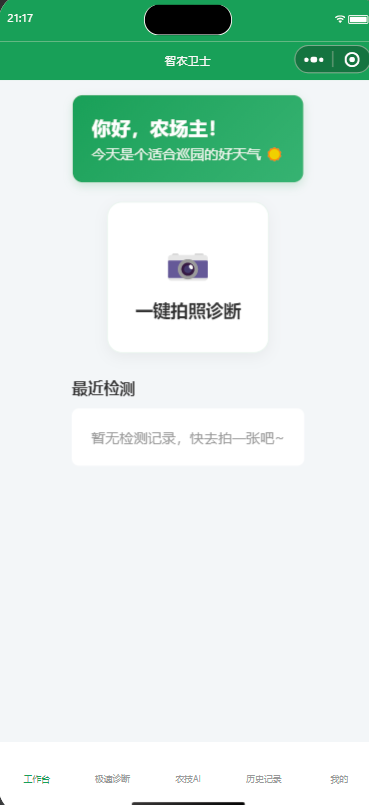 21:17
智农卫士
你好，农场主！
今天是个适合巡园的好天气
一键拍照诊断
最近检测
暂无检测记录，快去拍一张吧~
工作台
极速诊断
农技AI
历史记录
我的